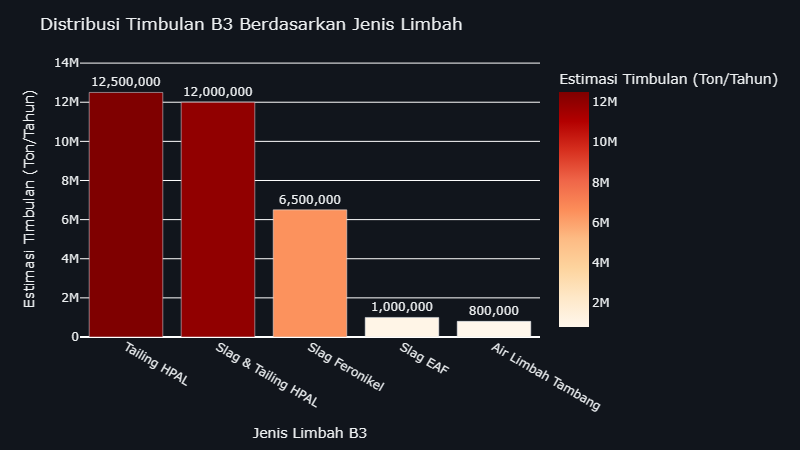 Distribusi Timbulan B3 Berdasarkan Jenis Limbah
Estimasi Timbulan (Ton/Tahun)
14M
12M
10M
8M
6M
4M
2M
0
12,500,000
12,000,000
6,500,000
1,000,000
800,000
Tailing HPAL
Slag & Tailing HPAL
Slag Feronikel
Slag EAF
Air Limbah Tambang
Jenis Limbah B3
Estimasi Timbulan (Ton/Tahun)
12M
10M
8M
6M
4M
2M